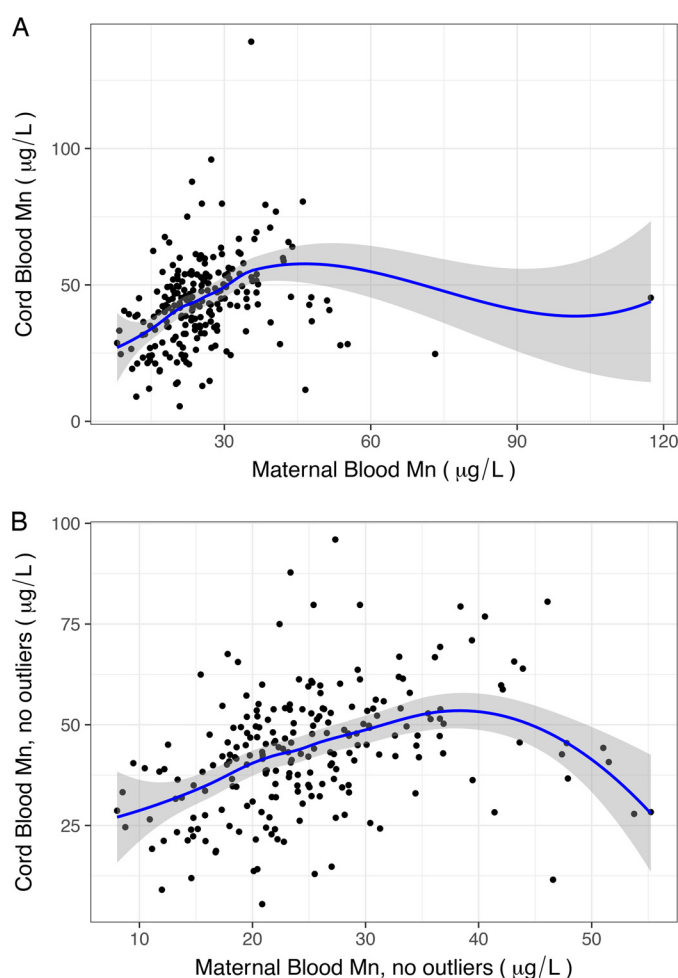 A
Cord Blood Mn ( μg/L )
100
50
0
30
60
90
120
Maternal Blood Mn ( μg/L )
B
Cord Blood Mn, no outliers ( μg/L )
100
75
50
25
10
20
30
40
50
Maternal Blood Mn, no outliers ( μg/L )